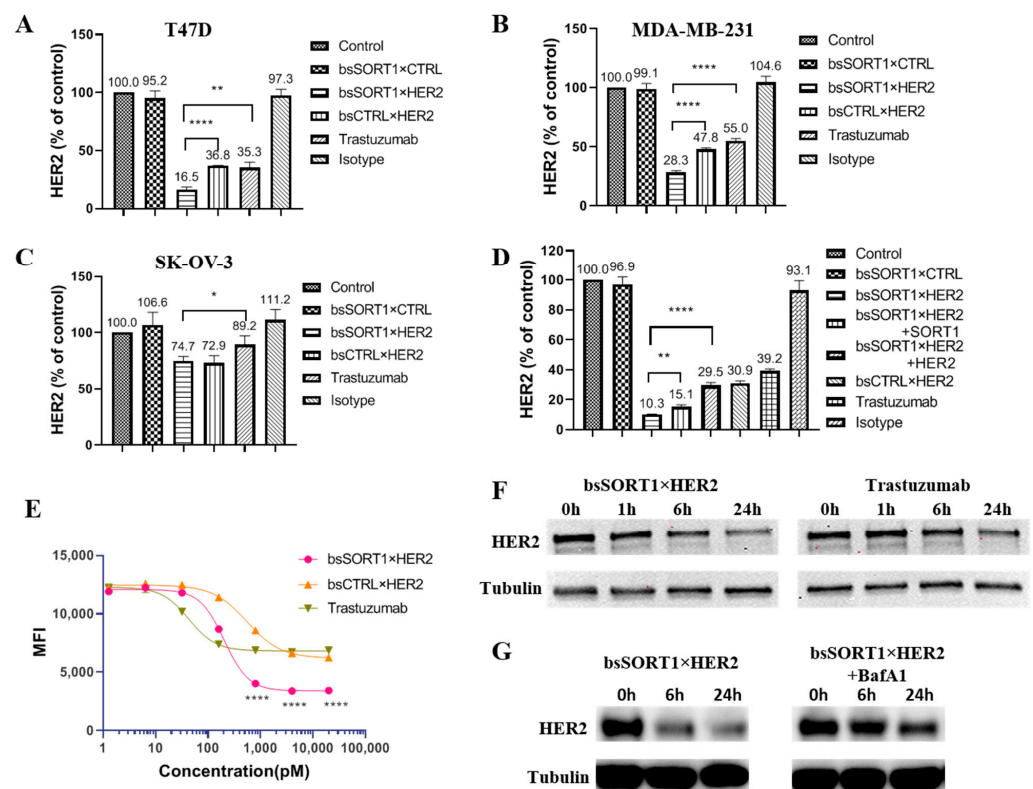 A
T47D
HER2 (% of control)
150
100
50
0
100.0
95.2
16.5
36.8
35.3
97.3
****
**
Control
bsSORT1×CTRL
bsSORT1×HER2
bsCTRL×HER2
Trastuzumab
Isotype
B
MDA-MB-231
HER2 (% of control)
150
100
50
0
100.0
99.1
28.3
47.8
55.0
104.6
****
****
Control
bsSORT1×CTRL
bsSORT1×HER2
bsCTRL×HER2
Trastuzumab
Isotype
C
SK-OV-3
HER2 (% of control)
150
100
50
0
100.0
106.6
74.7
72.9
89.2
111.2
*
Control
bsSORT1×CTRL
bsSORT1×HER2
bsCTRL×HER2
Trastuzumab
Isotype
D
HER2 (% of control)
120
100
80
60
40
20
0
100.0
96.9
10.3
15.1
29.5
30.9
39.2
93.1
**
****
Control
bsSORT1×CTRL
bsSORT1×HER2
bsSORT1×HER2
+SORT1
bsSORT1×HER2
+HER2
bsCTRL×HER2
Trastuzumab
Isotype
E
MFI
15,000
10,000
5,000
0
1
10
100
1,000
10,000
100,000
Concentration(pM)
**** **** ****
bsSORT1×HER2
bsCTRL×HER2
Trastuzumab
F
bsSORT1×HER2
0h 1h 6h 24h
Trastuzumab
0h 1h 6h 24h
HER2
Tubulin
G
bsSORT1×HER2
0h 6h 24h
bsSORT1×HER2
+BafA1
0h 6h 24h
HER2
Tubulin